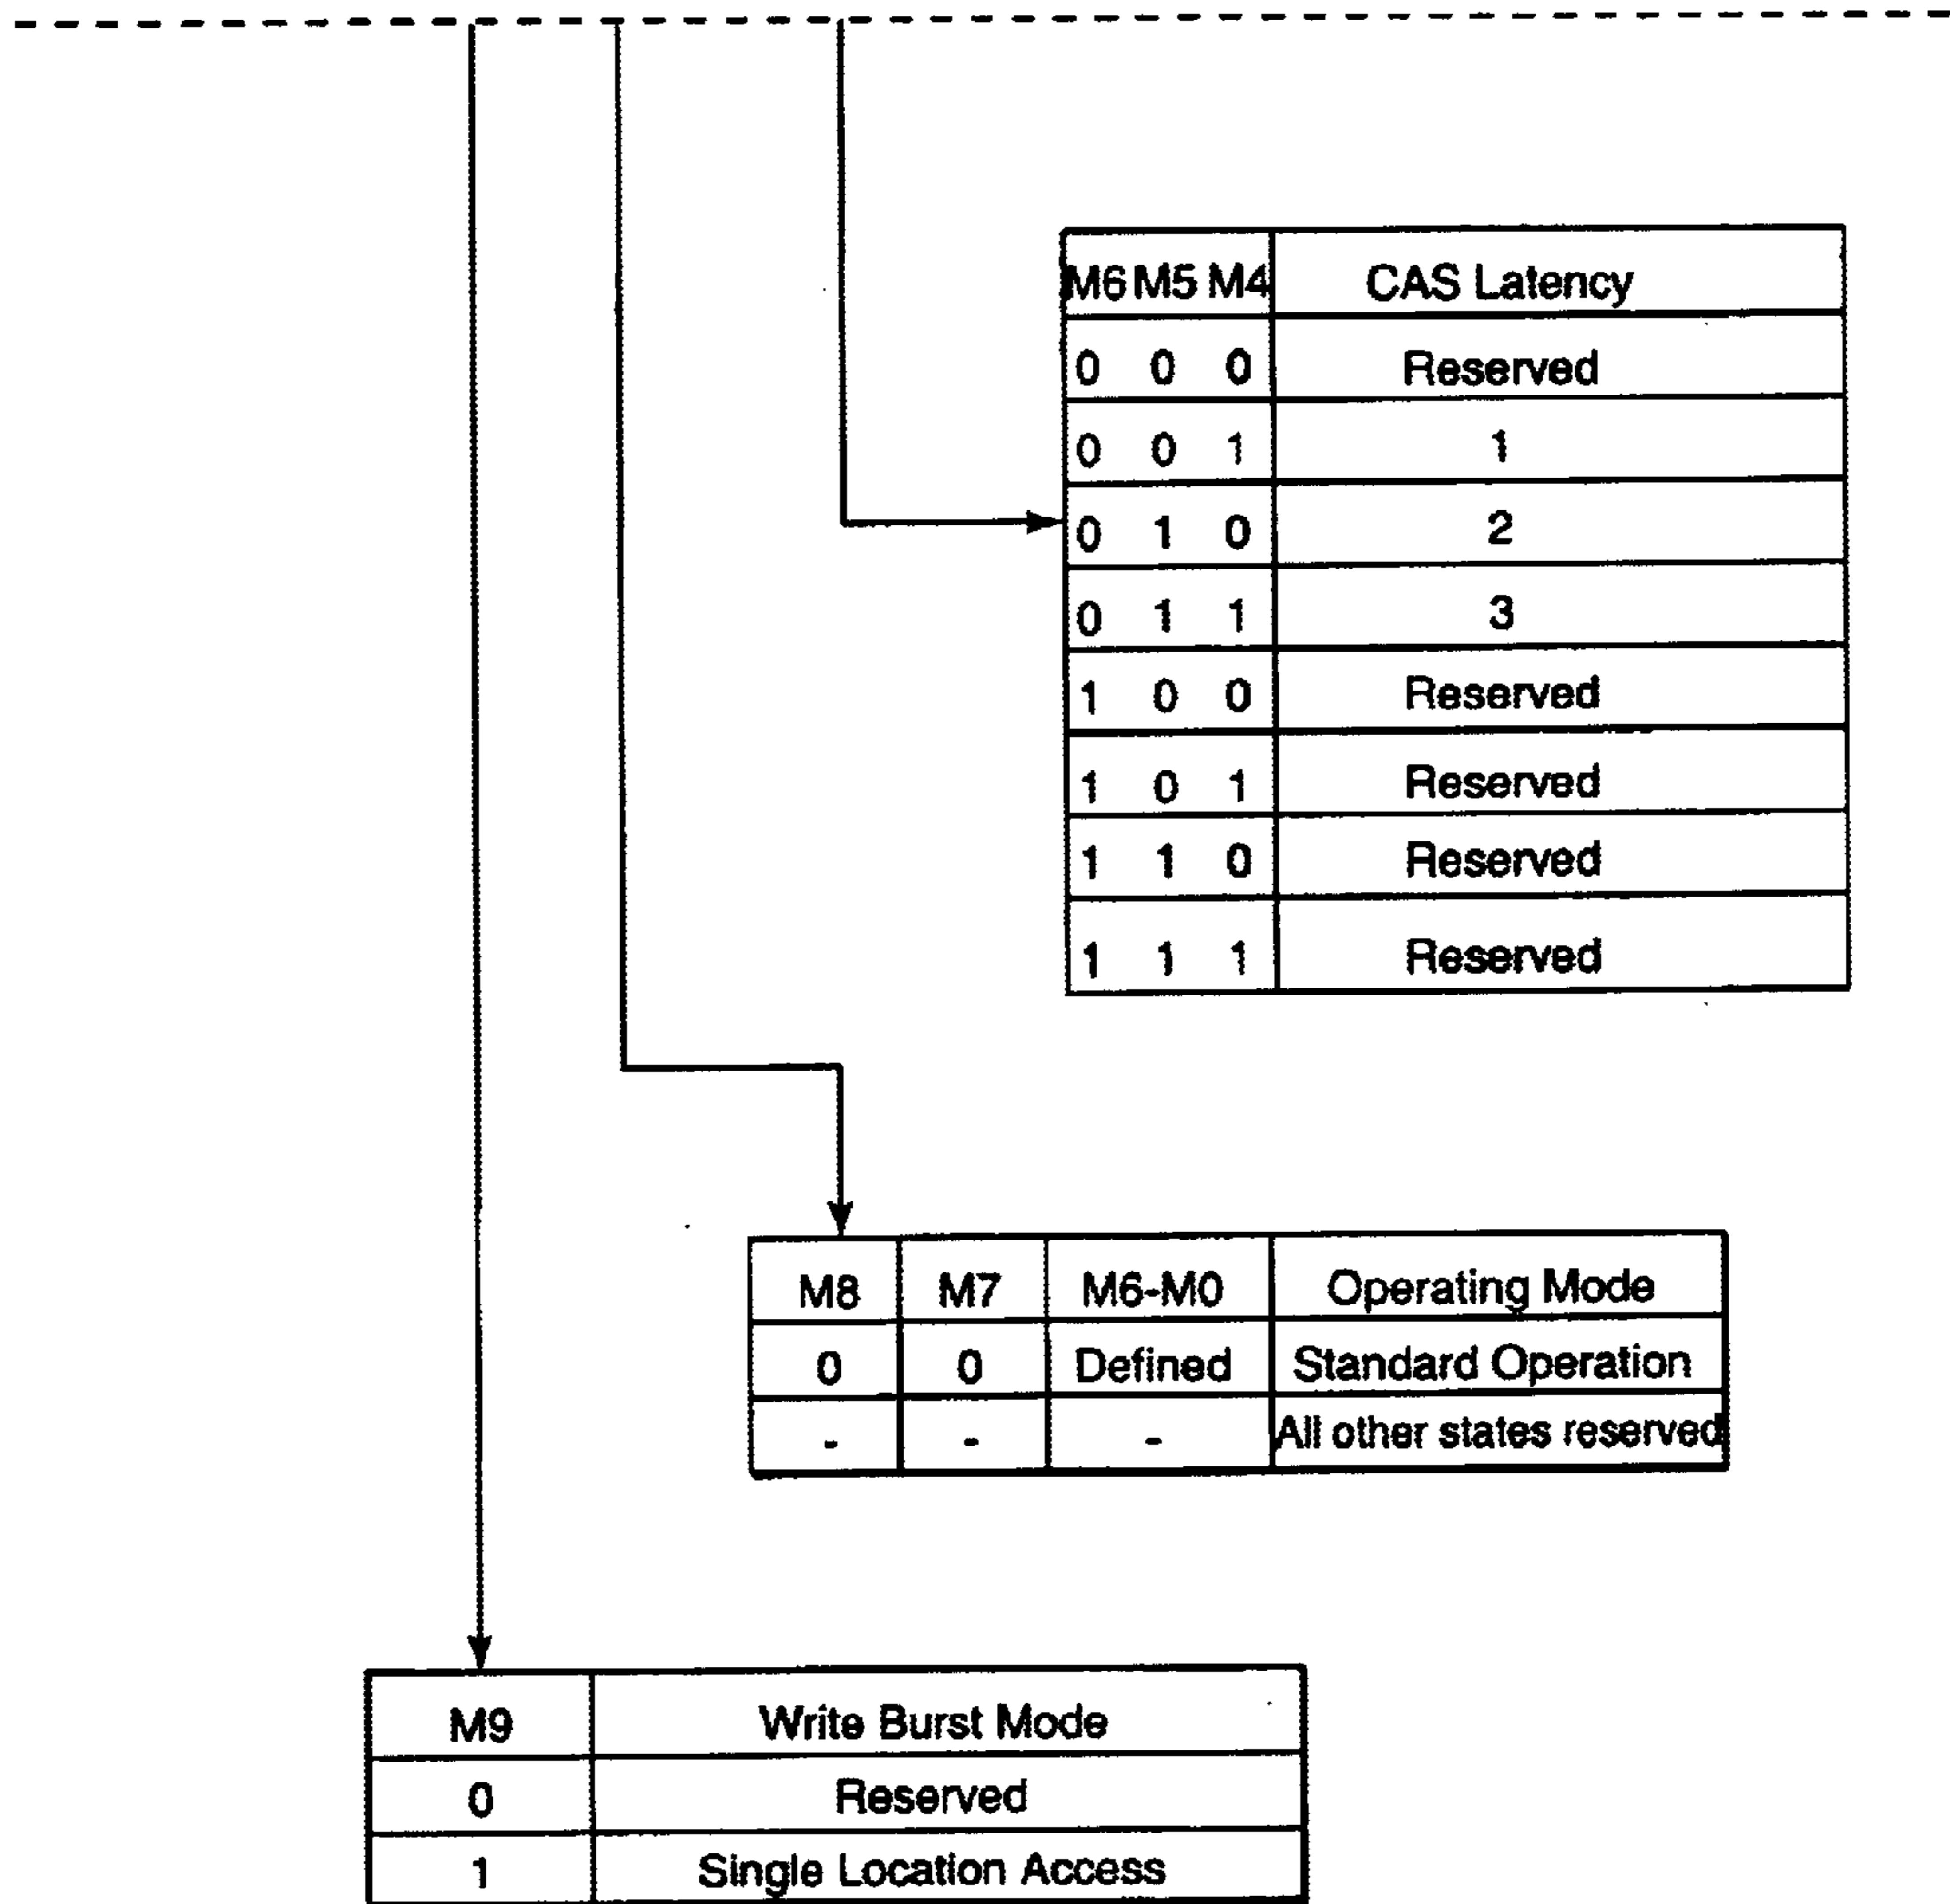 M6 M5 M4 CAS Latency
0 0 0 Reserved
0 0 1 1
0 1 0 2
0 1 1 3
1 0 0 Reserved
1 0 1 Reserved
1 1 0 Reserved
1 1 1 Reserved
M8 M7 M6-M0 Operating Mode
0 0 Defined Standard Operation
- - - All other states reserved
M9 Write Burst Mode
0 Reserved
1 Single Location Access